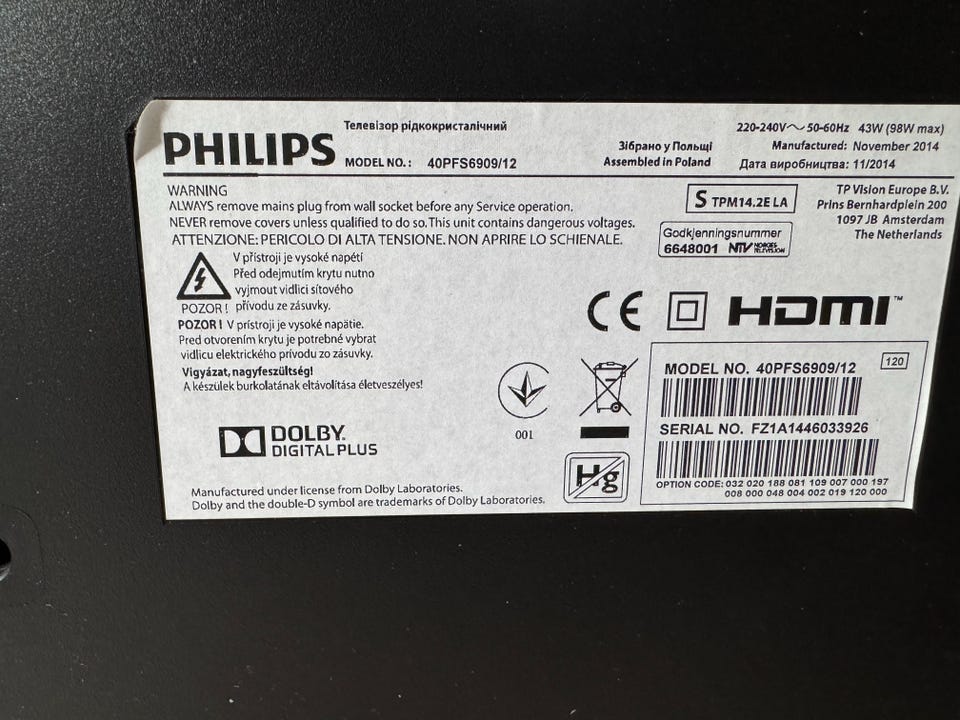 PHILIPS
Телевізор рідкокристалічний
MODEL NO.: 40PFS6909/12
Зібрано у Польщі
Assembled in Poland
220-240V～50-60Hz 43W (98W max)
Manufactured: November 2014
Дата виробництва: 11/2014
WARNING
ALWAYS remove mains plug from wall socket before any Service operation.
NEVER remove covers unless qualified to do so. This unit contains dangerous voltages.
ATTENZIONE: PERICOLO DI ALTA TENSIONE. NON APRIRE LO SCHIENALE.
S TPM14.2E LA
TP Vision Europe B.V.
Prins Bernhardplein 200
1097 JB Amsterdam
The Netherlands
Godkjenningsnummer
6648001 NTV NORGES TELEVISJON
V přístroji je vysoké napětí
Před odejmutím krytu nutno
vyjmout vidlici síťového
POZOR! přívodu ze zásuvky.
POZOR! V prístroji je vysoké napätie.
Pred otvorením krytu je potrebné vybrat
vidlicu elektrického prívodu zo zásuvky.
Vigyázat, nagyfeszültség!
A készülek burkolatának eltávolítása életveszélyes!
CE
HDMI™
001
Hg
DOLBY
DIGITAL PLUS
Manufactured under license from Dolby Laboratories.
Dolby and the double-D symbol are trademarks of Dolby Laboratories.
MODEL NO. 40PFS6909/12 120
SERIAL NO. FZ1A1446033926
OPTION CODE: 032 020 188 081 109 007 000 197
008 000 048 004 002 019 120 000